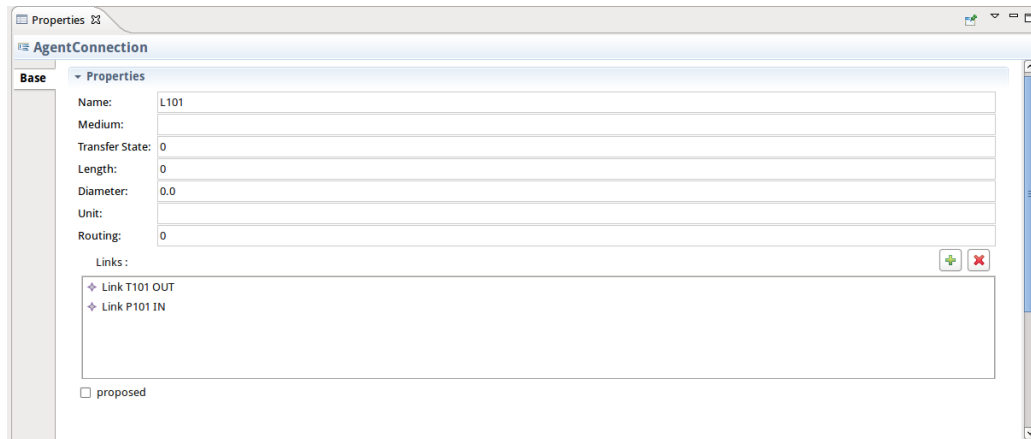 Properties
AgentConnection
Base
Properties
Name: L101
Medium:
Transfer State: 0
Length: 0
Diameter: 0.0
Unit:
Routing: 0
Links :
Link T101 OUT
Link P101 IN
proposed